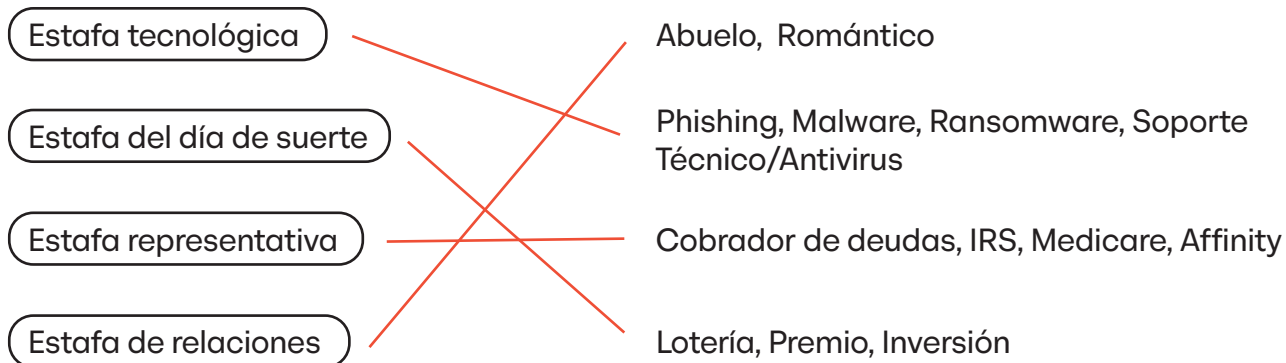 Estafa tecnológica
Abuelo, Romántico
Estafa del día de suerte
Phishing, Malware, Ransomware, Soporte
Técnico/Antivirus
Estafa representativa
Cobrador de deudas, IRS, Medicare, Affinity
Estafa de relaciones
Lotería, Premio, Inversión